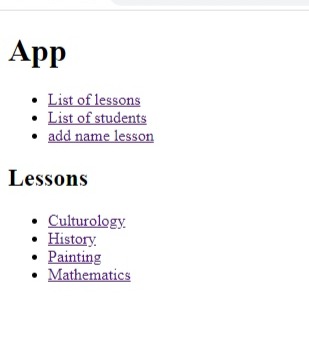 App
List of lessons
List of students
add name lesson
Lessons
Culturology
History
Painting
Mathematics